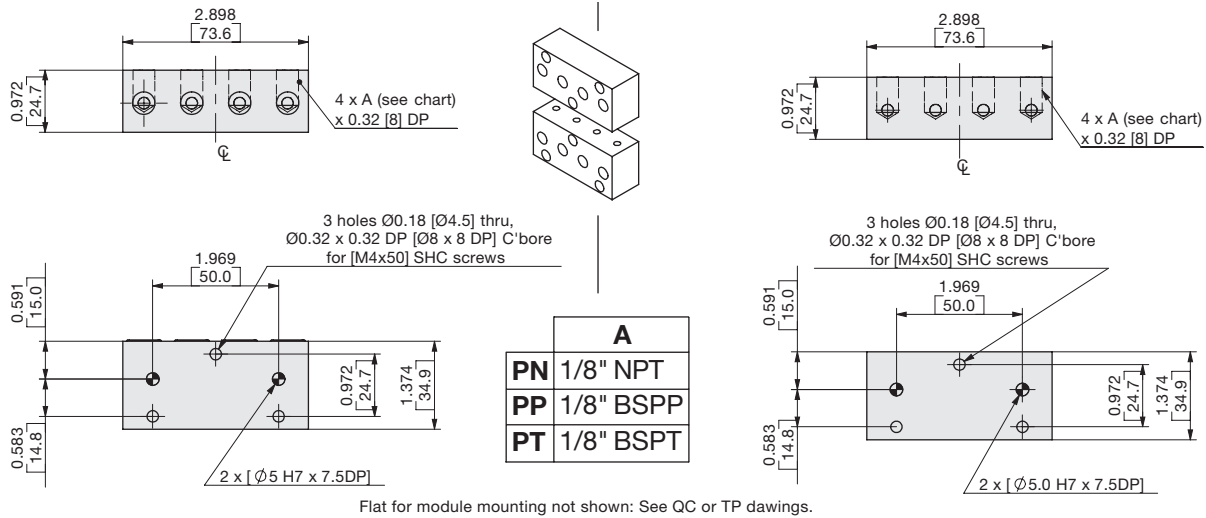 2.898
73.6
0.972
24.7
4 x A (see chart)
x 0.32 [8] DP
℄
3 holes Ø0.18 [Ø4.5] thru,
Ø0.32 x 0.32 DP [Ø8 x 8 DP] C'bore
for [M4x50] SHC screws
1.969
50.0
0.591
15.0
0.583
14.8
0.972
24.7
1.374
34.9
2 x [ Ø5 H7 x 7.5DP]
A
PN 1/8" NPT
PP 1/8" BSPP
PT 1/8" BSPT
2.898
73.6
0.972
24.7
4 x A (see chart)
x 0.32 [8] DP
℄
3 holes Ø0.18 [Ø4.5] thru,
Ø0.32 x 0.32 DP [Ø8 x 8 DP] C'bore
for [M4x50] SHC screws
1.969
50.0
0.591
15.0
0.583
14.8
0.972
24.7
1.374
34.9
2 x [ Ø5.0 H7 x 7.5DP]
Flat for module mounting not shown: See QC or TP dawings.